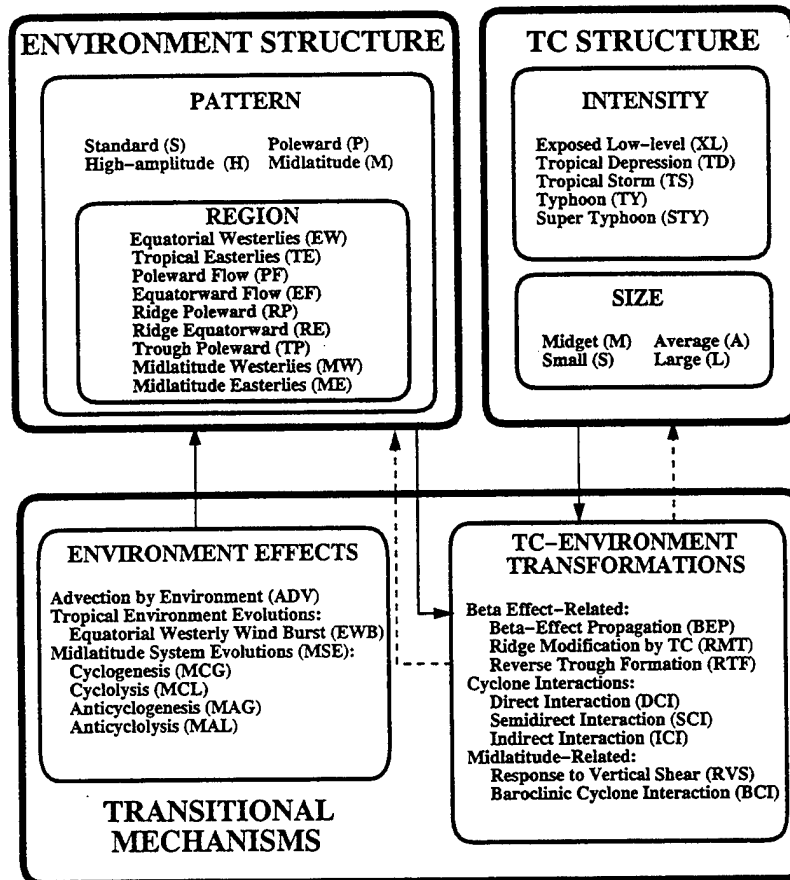 ENVIRONMENT STRUCTURE
PATTERN
Standard (S) Poleward (P)
High-amplitude (H) Midlatitude (M)
REGION
Equatorial Westerlies (EW)
Tropical Easterlies (TE)
Poleward Flow (PF)
Equatorward Flow (EF)
Ridge Poleward (RP)
Ridge Equatorward (RE)
Trough Poleward (TP)
Midlatitude Westerlies (MW)
Midlatitude Easterlies (ME)
TC STRUCTURE
INTENSITY
Exposed Low-level (XL)
Tropical Depression (TD)
Tropical Storm (TS)
Typhoon (TY)
Super Typhoon (STY)
SIZE
Midget (M) Average (A)
Small (S) Large (L)
ENVIRONMENT EFFECTS
Advection by Environment (ADV)
Tropical Environment Evolutions:
Equatorial Westerly Wind Burst (EWB)
Midlatitude System Evolutions (MSE):
Cyclogenesis (MCG)
Cyclolysis (MCL)
Anticyclogenesis (MAG)
Anticyclolysis (MAL)
TC-ENVIRONMENT
TRANSFORMATIONS
Beta Effect-Related:
Beta-Effect Propagation (BEP)
Ridge Modification by TC (RMT)
Reverse Trough Formation (RTF)
Cyclone Interactions:
Direct Interaction (DCI)
Semidirect Interaction (SCI)
Indirect Interaction (ICI)
Midlatitude-Related:
Response to Vertical Shear (RVS)
Baroclinic Cyclone Interaction (BCI)
TRANSITIONAL
MECHANISMS